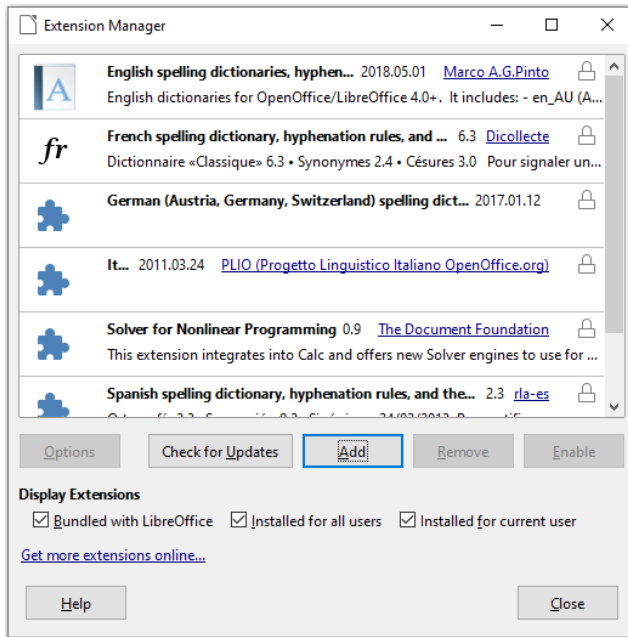 Extension Manager
A
English spelling dictionaries, hyphen... 2018.05.01 Marco A.G.Pinto
English dictionaries for OpenOffice/LibreOffice 4.0+. It includes: - en_AU (A...
fr
French spelling dictionary, hyphenation rules, and ... 6.3 Dicollecte
Dictionnaire «Classique» 6.3 • Synonymes 2.4 • Césures 3.0 Pour signaler un...
German (Austria, Germany, Switzerland) spelling dict... 2017.01.12
It... 2011.03.24 PLIO (Progetto Linguistico Italiano OpenOffice.org)
Solver for Nonlinear Programming 0.9 The Document Foundation
This extension integrates into Calc and offers new Solver engines to use for ...
Spanish spelling dictionary, hyphenation rules, and the... 2.3 rla-es
Options Check for Updates Add Remove Enable
Display Extensions
Bundled with LibreOffice Installed for all users Installed for current user
Get more extensions online...
Help Close